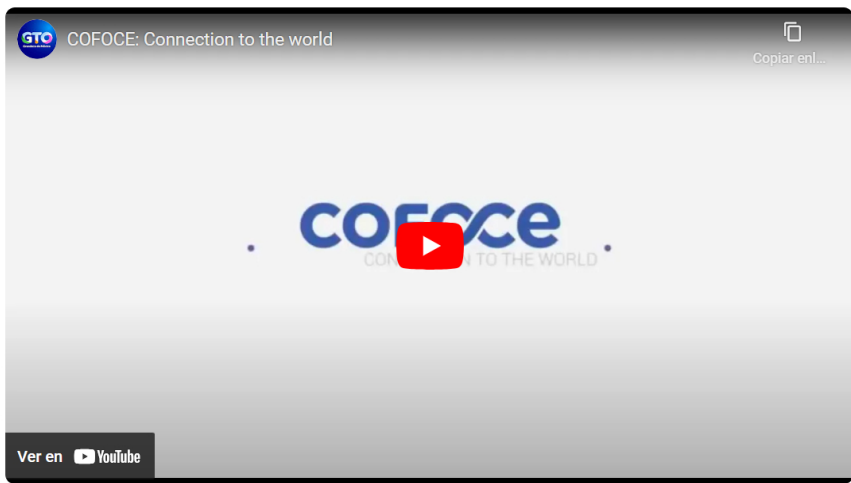 GTO
COFOCE: Connection to the world
Copiar enl...
COFOCE
TO THE WORLD
Ver en YouTube